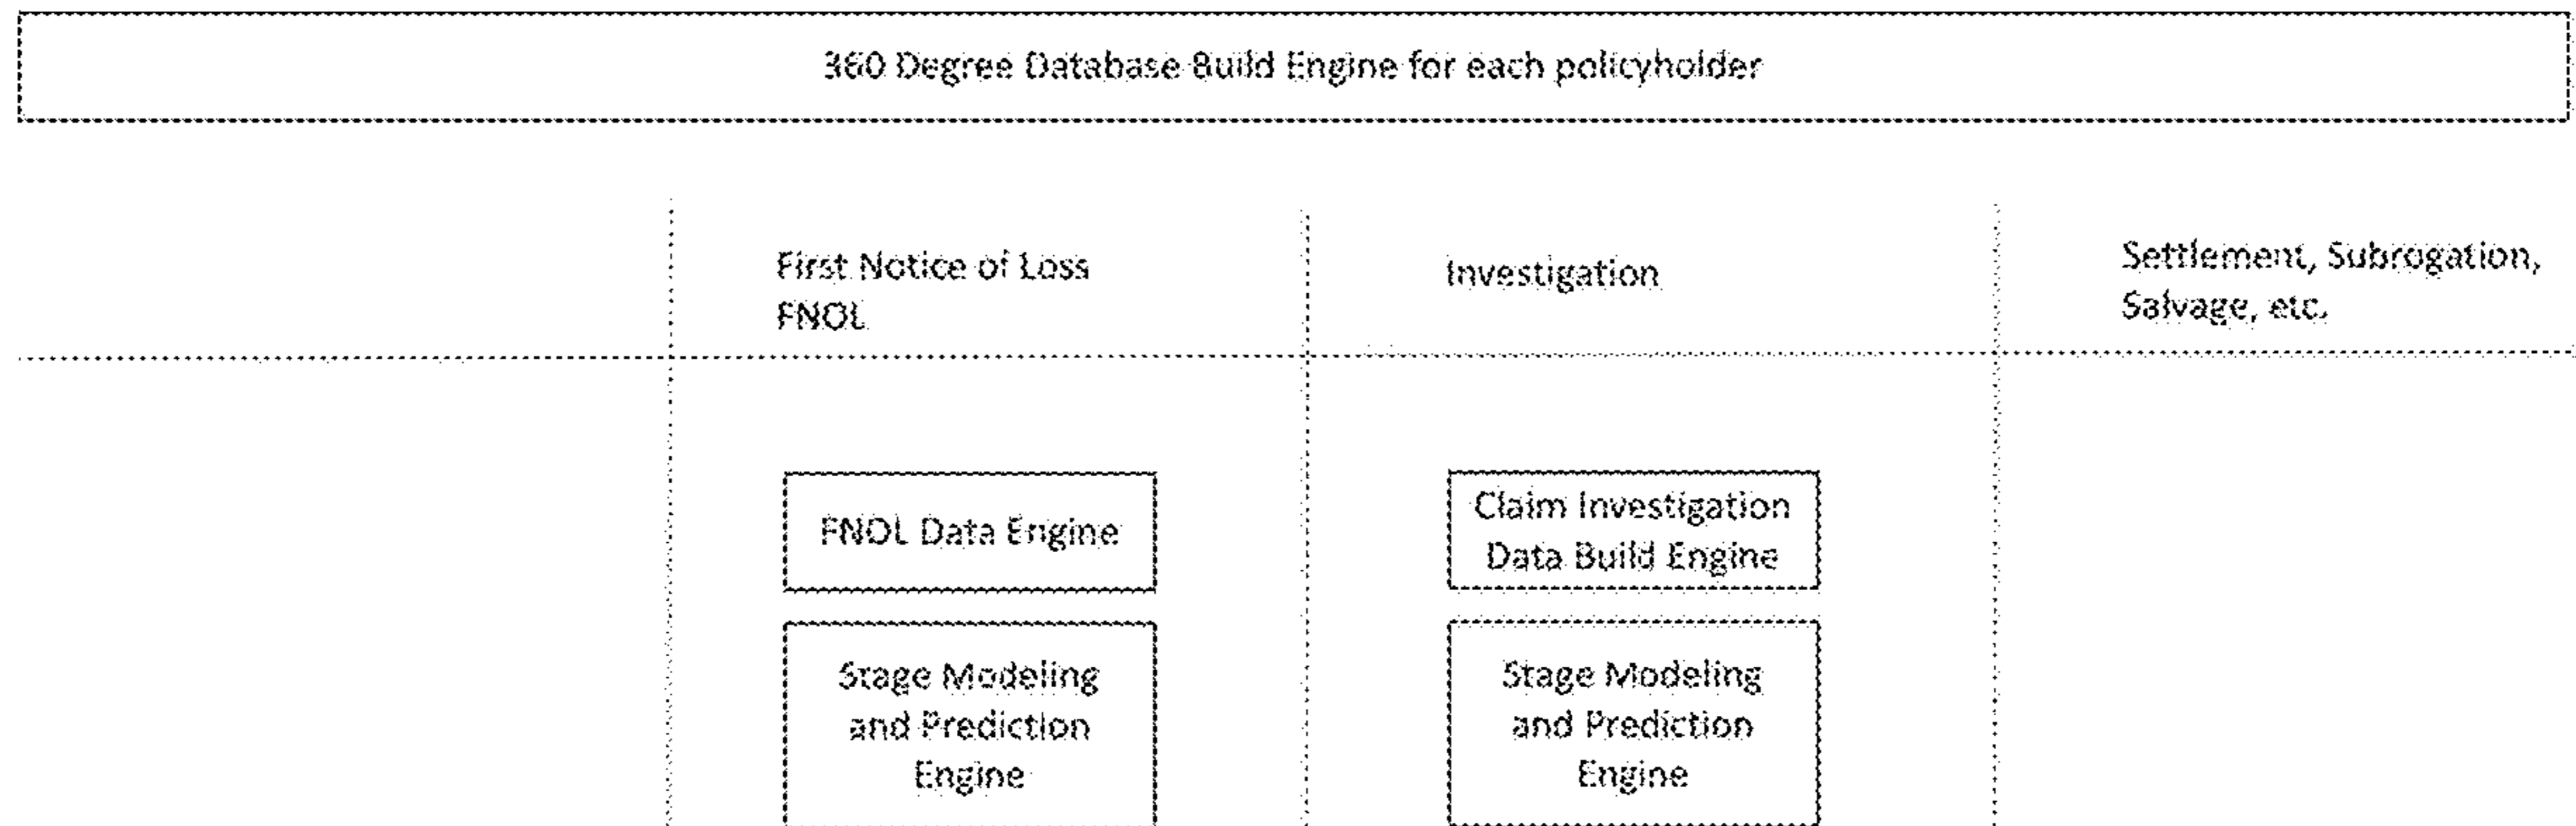 360 Degree Database Build Engine for each policyholder
First Notice of Loss
FNOL
Investigation
Settlement, Subrogation,
Salvage, etc.
FNOL Data Engine
Claim Investigation
Data Build Engine
Stage Modeling
and Prediction
Engine
Stage Modeling
and Prediction
Engine